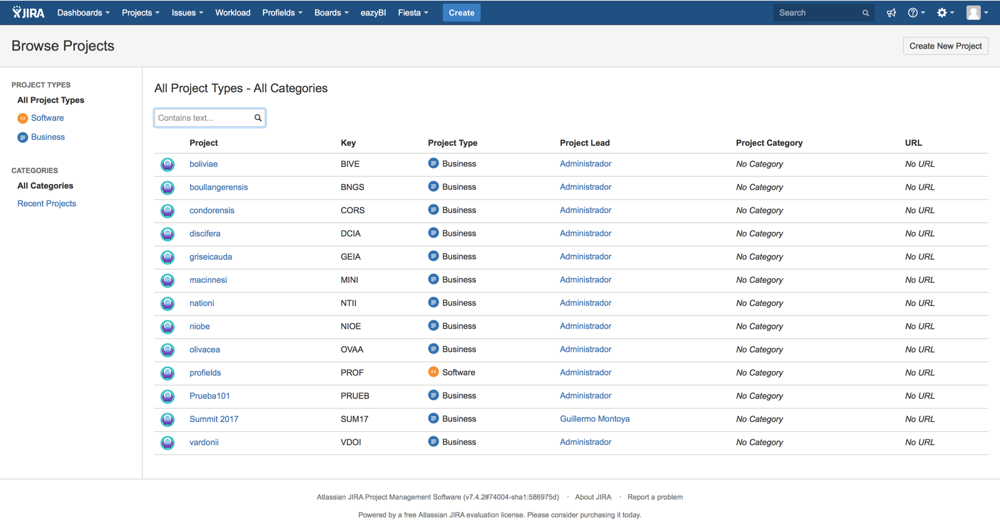 JIRA Dashboards Projects Issues Workload Profields Boards eazyBI Fiesta Create Search
Browse Projects
Create New Project
PROJECT TYPES
All Project Types
Software
Business
CATEGORIES
All Categories
Recent Projects
All Project Types - All Categories
Contains text...
Project Key Project Type Project Lead Project Category URL
boliviae BIVE Business Administrador No Category No URL
boullangerensis BNGS Business Administrador No Category No URL
condorensis CORS Business Administrador No Category No URL
discifera DCIA Business Administrador No Category No URL
griseicauda GEIA Business Administrador No Category No URL
macinnesi MINI Business Administrador No Category No URL
nationi NTII Business Administrador No Category No URL
niobe NIOE Business Administrador No Category No URL
olivacea OVAA Business Administrador No Category No URL
profields PROF Software Administrador No Category No URL
Prueba101 PRUEB Business Administrador No Category No URL
Summit 2017 SUM17 Business Guillermo Montoya No Category No URL
vardonii VDOI Business Administrador No Category No URL
Atlassian JIRA Project Management Software (v7.4.2#74004-sha1:586975d) · About JIRA · Report a problem
Powered by a free Atlassian JIRA evaluation license. Please consider purchasing it today.